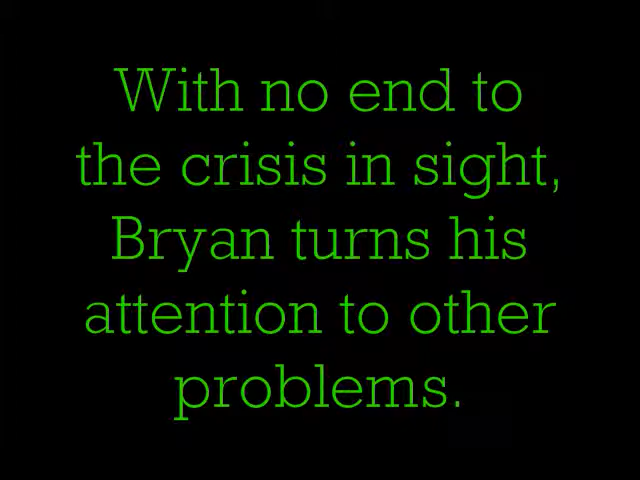 With no end to
the crisis in sight,
Bryan turns his
attention to other
problems.